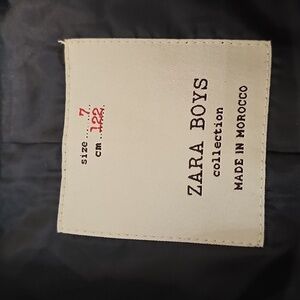 size 7
cm 122
ZARA BOYS
collection
MADE IN MOROCCO